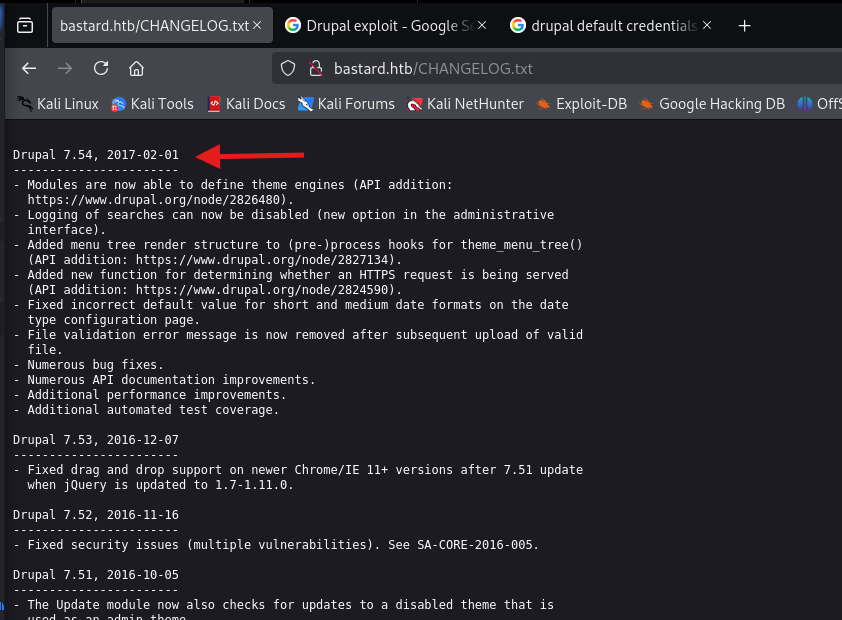 bastard.htb/CHANGELOG.txt
Drupal exploit - Google Se
drupal default credentials
bastard.htb/CHANGELOG.txt
Kali Linux Kali Tools Kali Docs Kali Forums Kali NetHunter Exploit-DB Google Hacking DB OffS
Drupal 7.54, 2017-02-01
-----------------------
- Modules are now able to define theme engines (API addition:
https://www.drupal.org/node/2826480).
- Logging of searches can now be disabled (new option in the administrative
interface).
- Added menu tree render structure to (pre-)process hooks for theme_menu_tree()
(API addition: https://www.drupal.org/node/2827134).
- Added new function for determining whether an HTTPS request is being served
(API addition: https://www.drupal.org/node/2824590).
- Fixed incorrect default value for short and medium date formats on the date
type configuration page.
- File validation error message is now removed after subsequent upload of valid
file.
- Numerous bug fixes.
- Numerous API documentation improvements.
- Additional performance improvements.
- Additional automated test coverage.
Drupal 7.53, 2016-12-07
-----------------------
- Fixed drag and drop support on newer Chrome/IE 11+ versions after 7.51 update
when jQuery is updated to 1.7-1.11.0.
Drupal 7.52, 2016-11-16
-----------------------
- Fixed security issues (multiple vulnerabilities). See SA-CORE-2016-005.
Drupal 7.51, 2016-10-05
-----------------------
- The Update module now also checks for updates to a disabled theme that is
used as an admin theme.